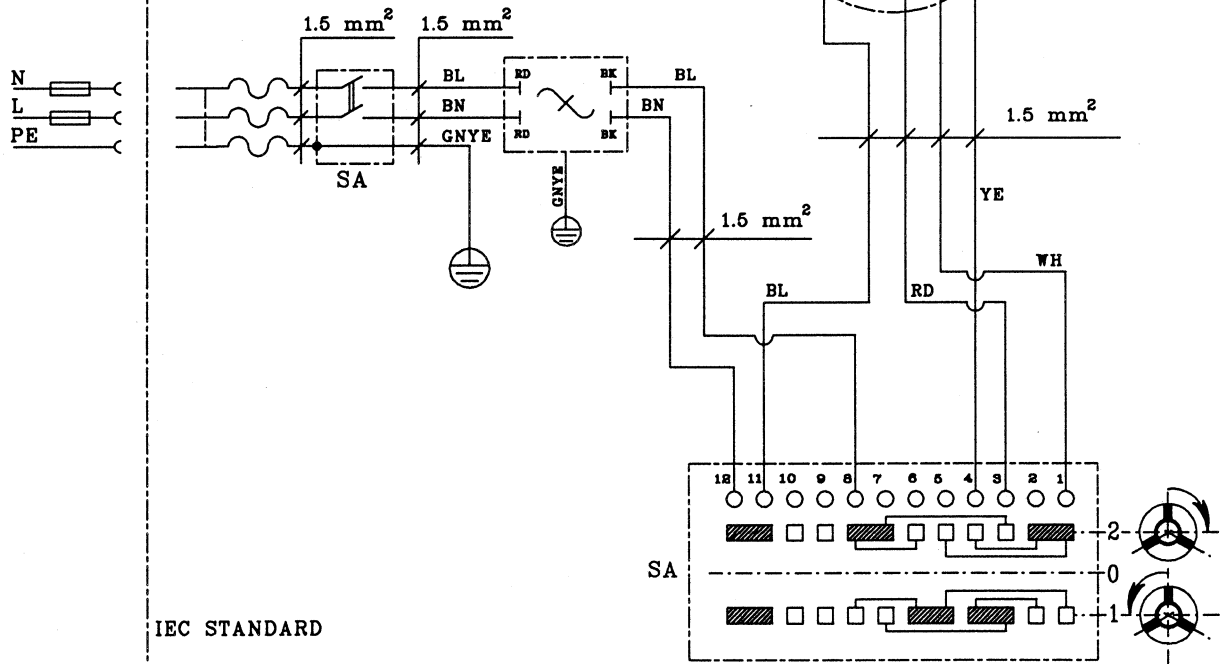 1.5 mm²
1.5 mm²
N
L
PE
BL
BN
GNYE
SA
RD
BK
RD
BK
GNYE
BL
BN
1.5 mm²
1.5 mm²
YE
WH
BL
RD
12 11 10 9 8 7 6 5 4 3 2 1
2
SA
0
1
IEC STANDARD